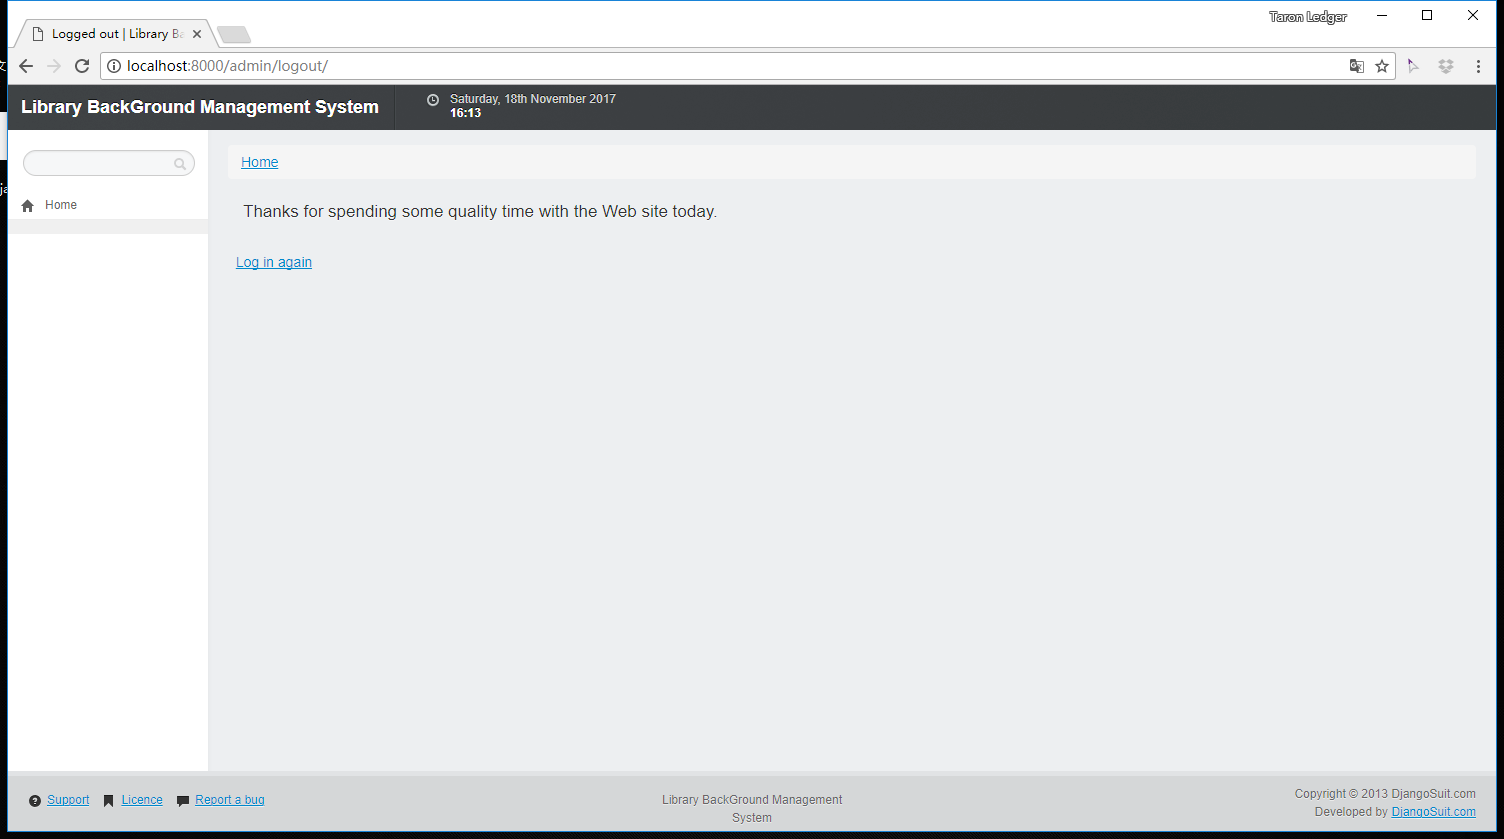 Taron Ledger
Logged out | Library Ba
localhost:8000/admin/logout/
Library BackGround Management System
Saturday, 18th November 2017
16:13
Home
Home
Thanks for spending some quality time with the Web site today.
Log in again
Support
Licence
Report a bug
Library BackGround Management
System
Copyright © 2013 DjangoSuit.com
Developed by DjangoSuit.com